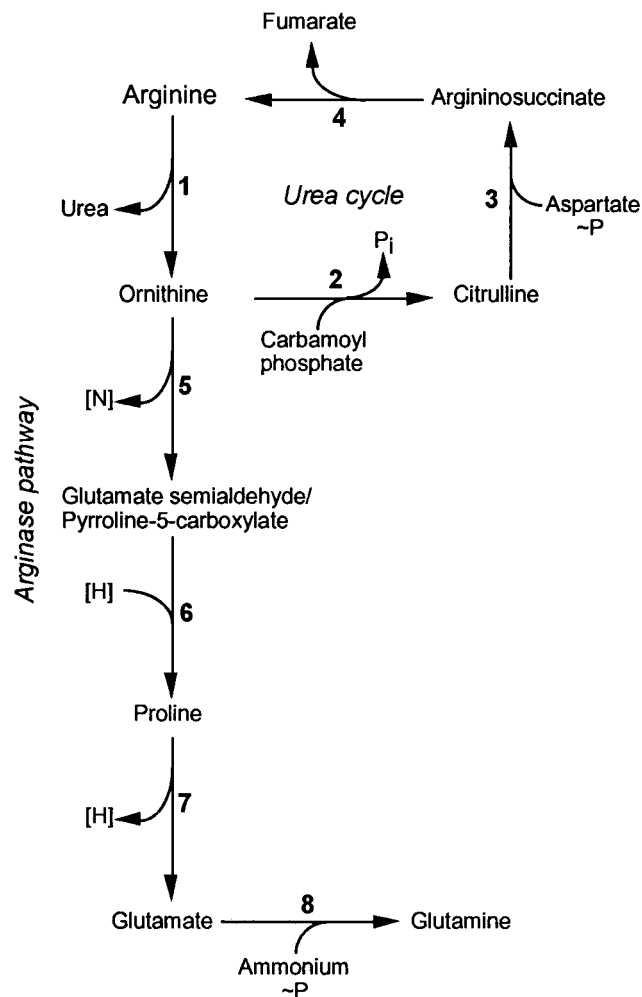 Fumarate
Arginine
4
Argininosuccinate
1
Urea
Urea cycle
3
Aspartate
~P
Pi
Ornithine
2
Citrulline
Carbamoyl
phosphate
5
[N]
Arginase pathway
Glutamate semialdehyde/
Pyrroline-5-carboxylate
[H]
6
Proline
[H]
7
Glutamate
8
Glutamine
Ammonium
~P